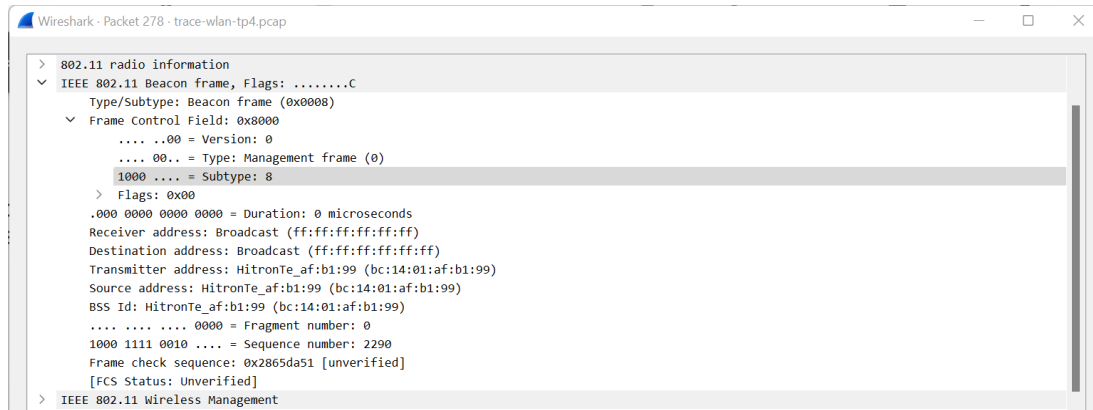 Wireshark · Packet 278 · trace-wlan-tp4.pcap
802.11 radio information
IEEE 802.11 Beacon frame, Flags: ........C
Type/Subtype: Beacon frame (0x0008)
Frame Control Field: 0x8000
.... ..00 = Version: 0
.... 00.. = Type: Management frame (0)
1000 .... = Subtype: 8
Flags: 0x00
.000 0000 0000 0000 = Duration: 0 microseconds
Receiver address: Broadcast (ff:ff:ff:ff:ff:ff)
Destination address: Broadcast (ff:ff:ff:ff:ff:ff)
Transmitter address: HitronTe_af:b1:99 (bc:14:01:af:b1:99)
Source address: HitronTe_af:b1:99 (bc:14:01:af:b1:99)
BSS Id: HitronTe_af:b1:99 (bc:14:01:af:b1:99)
.... .... .... 0000 = Fragment number: 0
1000 1111 0010 .... = Sequence number: 2290
Frame check sequence: 0x2865da51 [unverified]
[FCS Status: Unverified]
IEEE 802.11 Wireless Management